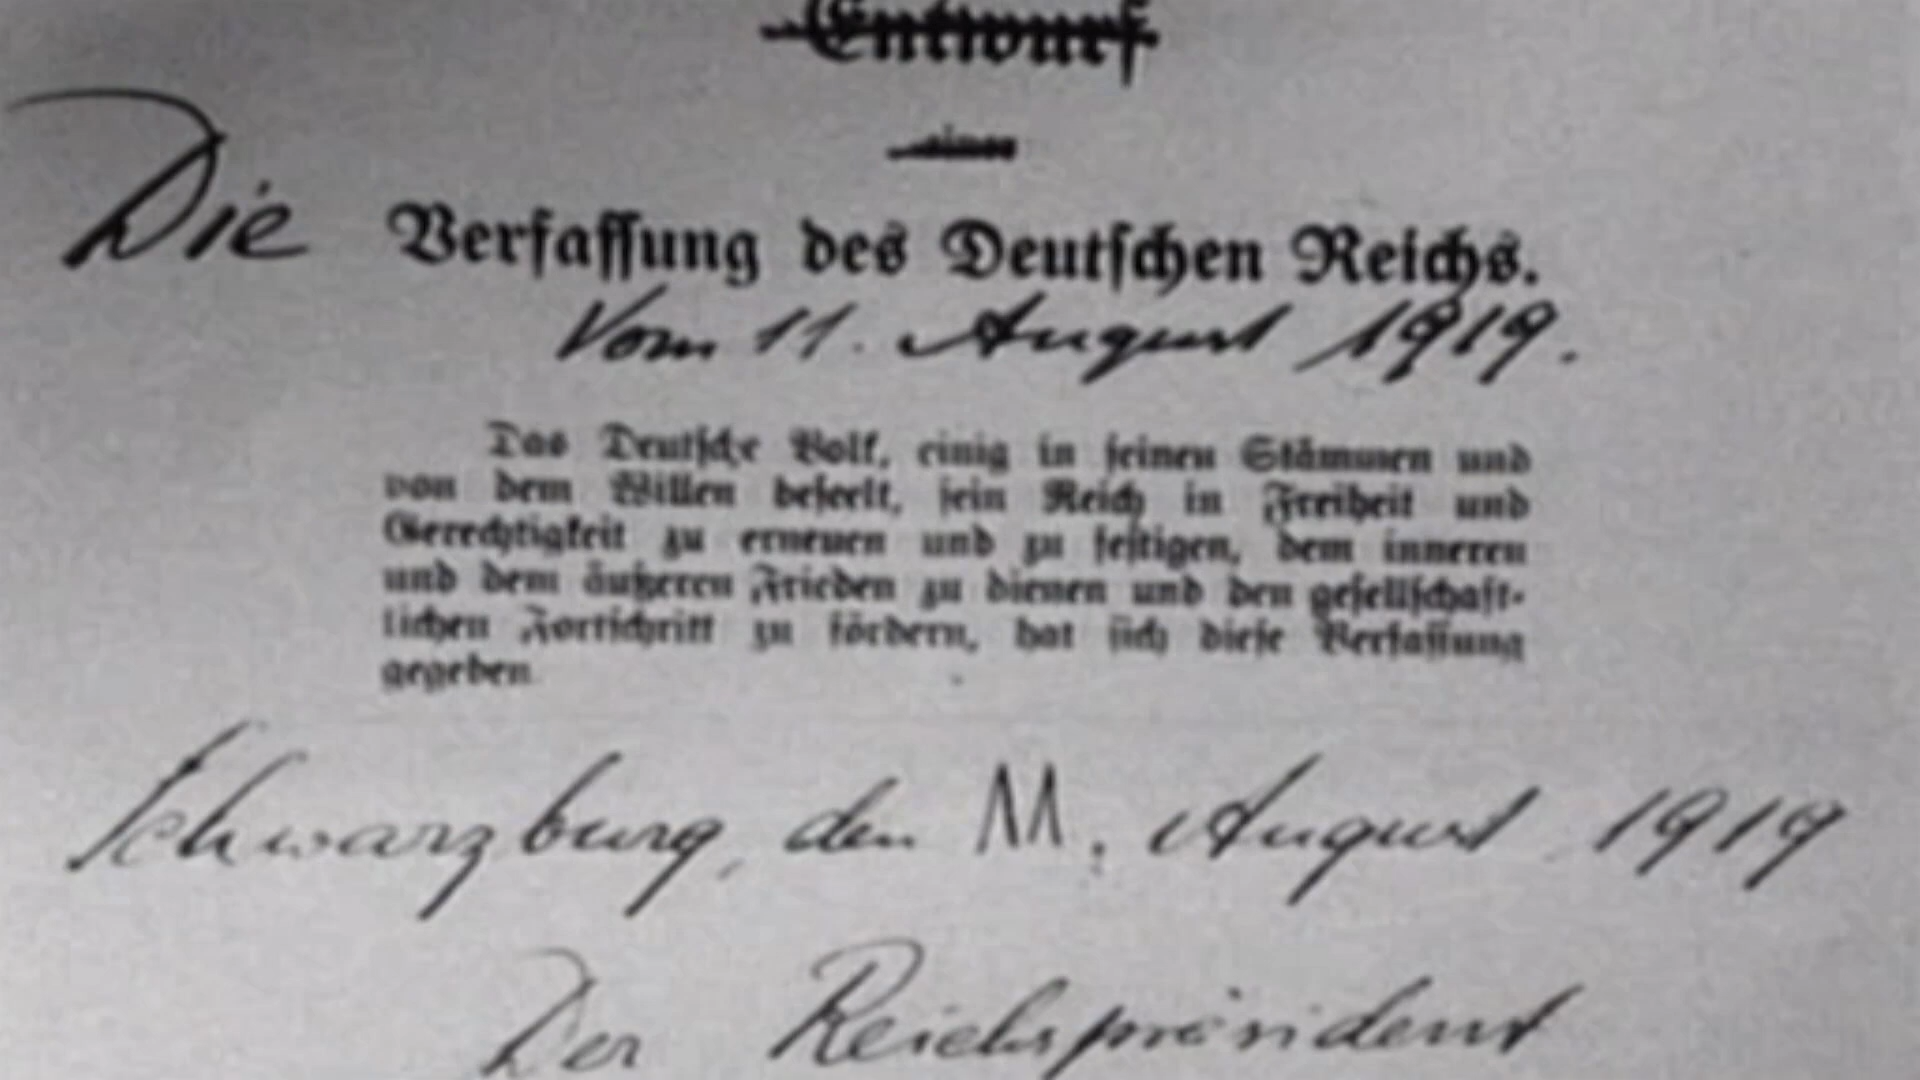 Entwurf
einer
Die Verfassung des Deutschen Reichs.
Vom 11. August 1919.
Das Deutsche Volk, einig in seinen Stämmen und
von dem Willen beseelt, sein Reich in Freiheit und
Gerechtigkeit zu erneuen und zu festigen, dem inneren
und dem äußeren Frieden zu dienen und den gesellschaft-
lichen Fortschritt zu fördern, hat sich diese Verfassung
gegeben.
Schwarzburg, den 11. August 1919
Der Reichspräsident